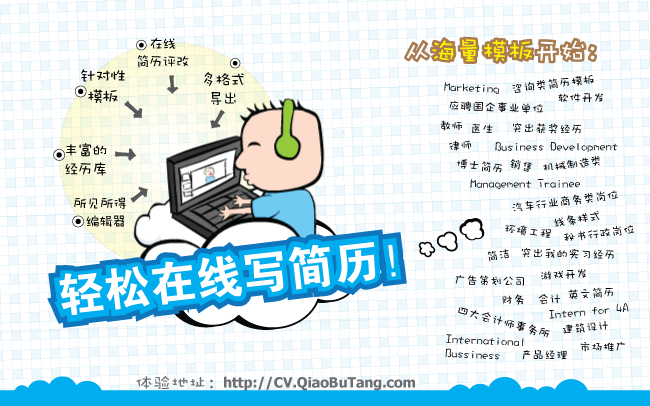 在线
简历评改
针对性
模板
多格式
导出
丰富的
经历库
所见所得
编辑器
轻松在线写简历!
从海量模板开始:
Marketing 咨询类简历模板
应聘国企事业单位 软件开发
教师 医生 突出获奖经历
律师 Business Development
博士简历 销售 机械制造类
Management Trainee
汽车行业商务类岗位
环境工程 线条样式
秘书行政岗位
简洁 突出我的实习经历
广告策划公司 游戏开发
财务 会计 英文简历
四大会计师事务所 Intern for 4A
建筑设计
International
Bussiness 产品经理 市场推广
体验地址: http://CV.QiaoBuTang.com